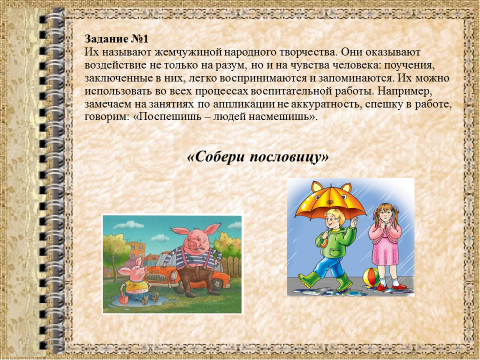 Задание №1
Их называют жемчужиной народного творчества. Они оказывают
воздействие не только на разум, но и на чувства человека: поучения,
заключенные в них, легко воспринимаются и запоминаются. Их можно
использовать во всех процессах воспитательной работы. Например,
замечаем на занятиях по аппликации не аккуратность, спешку в работе,
говорим: «Поспешишь – людей насмешишь».
«Собери пословицу»